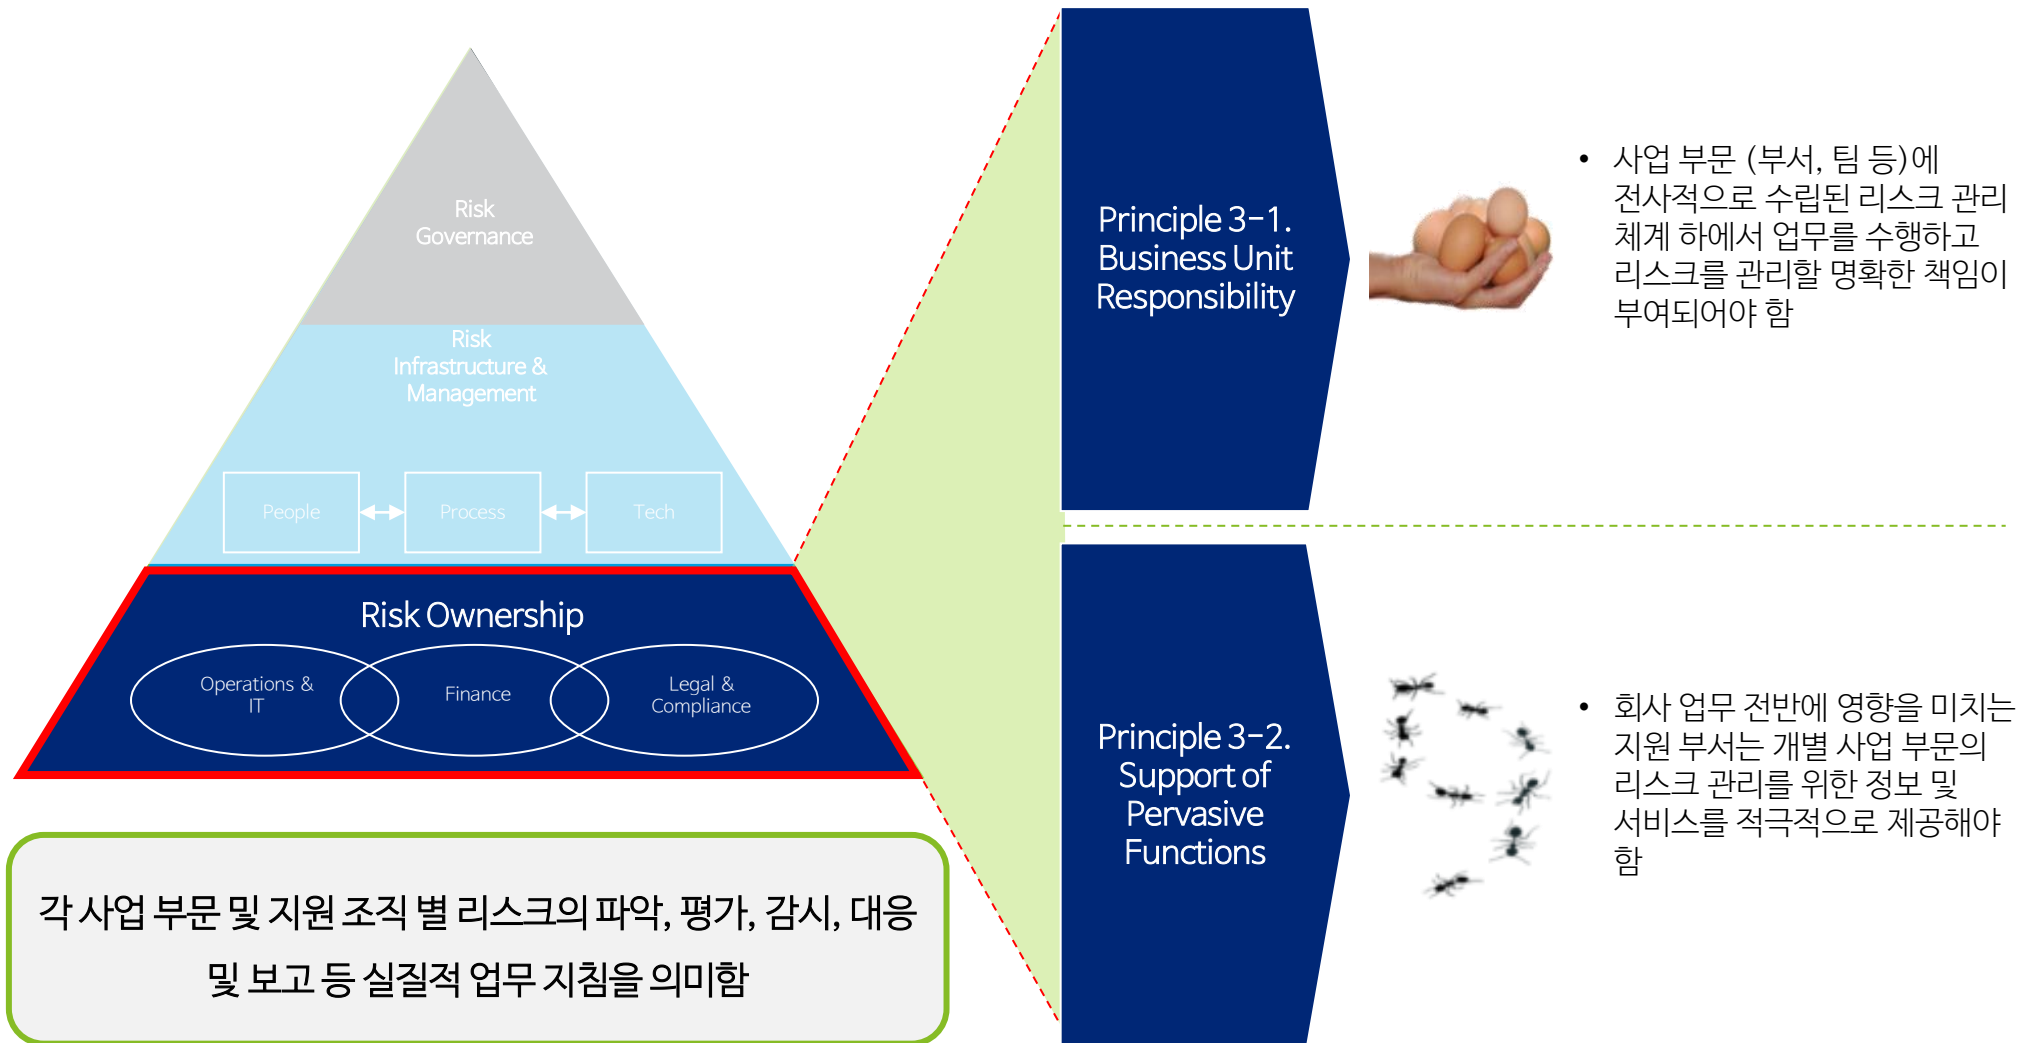 Risk
Governance
Risk
Infrastructure &
Management
People
Process
Tech
Risk Ownership
Operations &
IT
Finance
Legal &
Compliance
각 사업 부문 및 지원 조직 별 리스크의 파악, 평가, 감시, 대응
및 보고 등 실질적 업무 지침을 의미함
Principle 3-1.
Business Unit
Responsibility
• 사업 부문 (부서, 팀 등)에
전사적으로 수립된 리스크 관리
체계 하에서 업무를 수행하고
리스크를 관리할 명확한 책임이
부여되어야 함
Principle 3-2.
Support of
Pervasive
Functions
• 회사 업무 전반에 영향을 미치는
지원 부서는 개별 사업 부문의
리스크 관리를 위한 정보 및
서비스를 적극적으로 제공해야
함